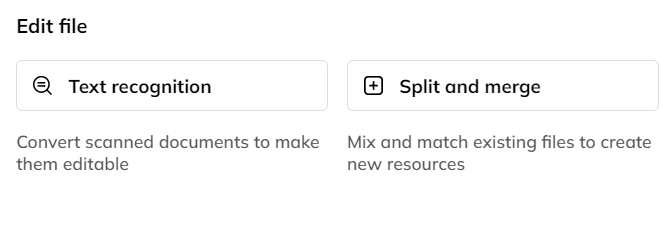 Edit file
Text recognition
Split and merge
Convert scanned documents to make
them editable
Mix and match existing files to create
new resources